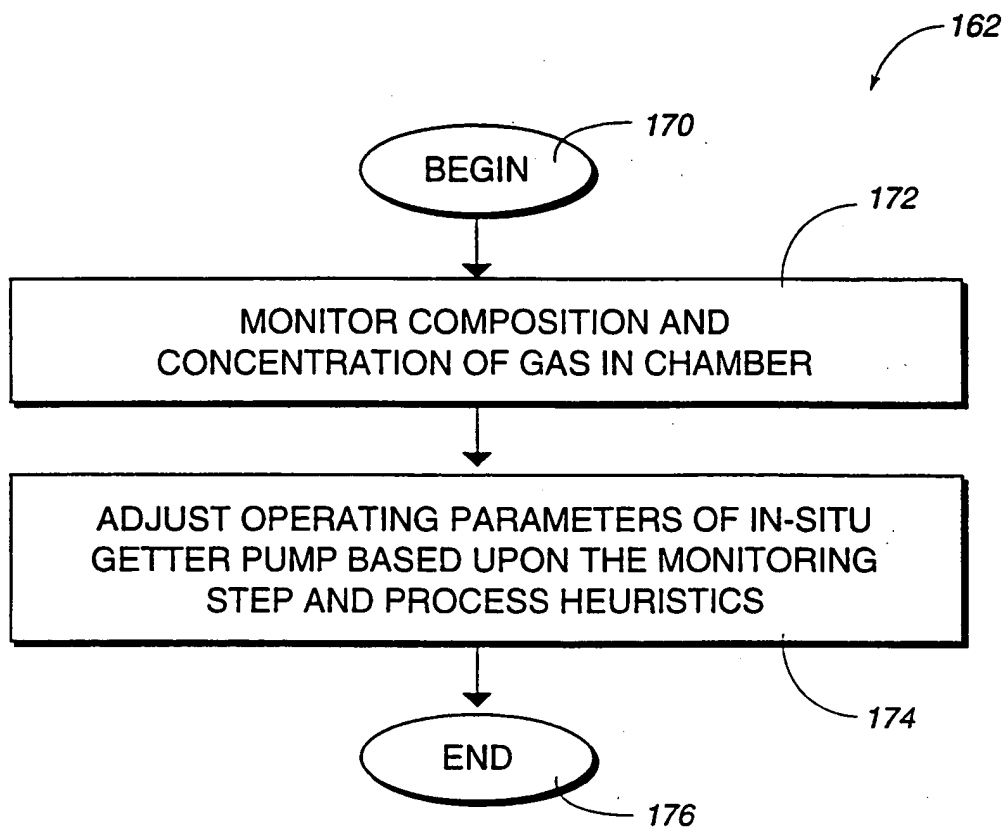 162
170
BEGIN
172
MONITOR COMPOSITION AND
CONCENTRATION OF GAS IN CHAMBER
ADJUST OPERATING PARAMETERS OF IN-SITU
GETTER PUMP BASED UPON THE MONITORING
STEP AND PROCESS HEURISTICS
174
END
176